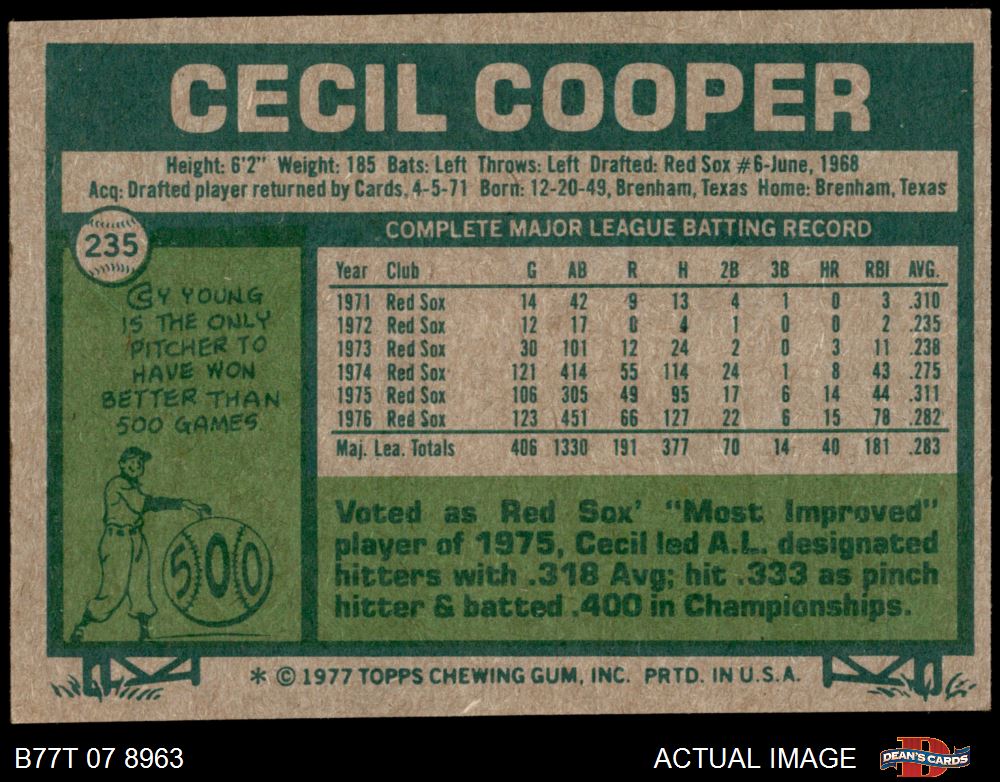 CECIL COOPER
Height: 6'2" Weight: 185 Bats: Left Throws: Left Drafted: Red Sox #6-June, 1968
Acq: Drafted player returned by Cards, 4-5-71 Born: 12-20-49, Brenham, Texas Home: Brenham, Texas
235
CY YOUNG
IS THE ONLY
PITCHER TO
HAVE WON
BETTER THAN
500 GAMES
500
COMPLETE MAJOR LEAGUE BATTING RECORD
Year Club G AB R H 2B 3B HR RBI AVG.
1971 Red Sox 14 42 9 13 4 1 0 3 .310
1972 Red Sox 12 17 0 4 1 0 0 2 .235
1973 Red Sox 30 101 12 24 2 0 3 11 .238
1974 Red Sox 121 414 55 114 24 1 8 43 .275
1975 Red Sox 106 305 49 95 17 6 14 44 .311
1976 Red Sox 123 451 66 127 22 6 15 78 .282
Maj. Lea. Totals 406 1330 191 377 70 14 40 181 .283
Voted as Red Sox' "Most Improved"
player of 1975, Cecil led A.L. designated
hitters with .318 Avg; hit .333 as pinch
hitter & batted .400 in Championships.
* © 1977 TOPPS CHEWING GUM, INC. PRTD. IN U.S.A.
B77T 07 8963
ACTUAL IMAGE
DEAN'S CARDS